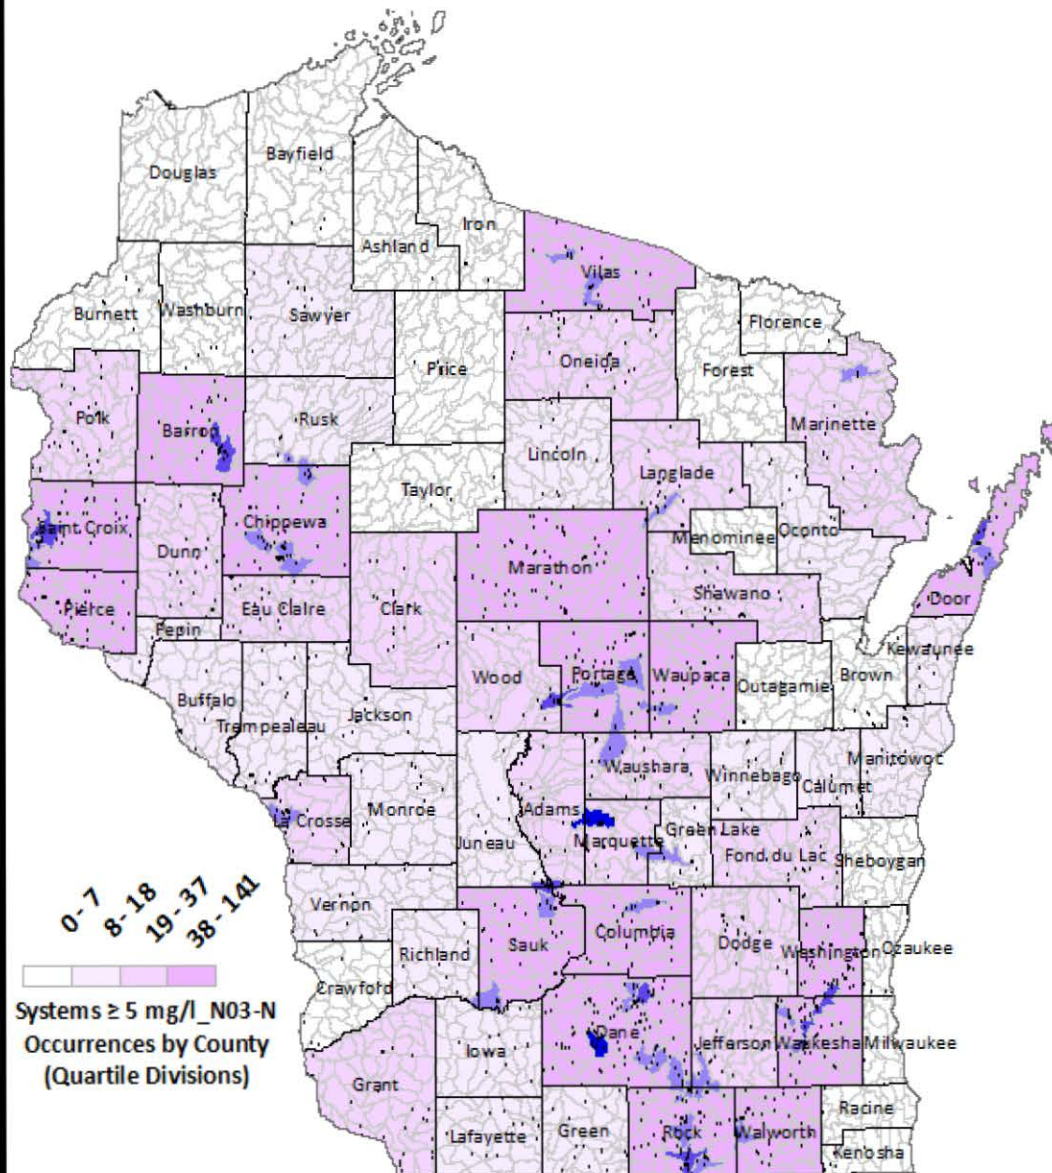 Bayfield
Douglas
Iron
Ashland
Vilas
Burnett
Washburn
Sawyer
Florence
Oneida
Price
Forest
Polk
Barron
Rusk
Marinette
Lincoln
Langlade
Taylor
Saint Croix
Chippewa
Dunn
Menominee
Oconto
Marathon
Shawano
Door
Pierce
Eau Claire
Clark
Pepin
Kewaunee
Wood
Portage
Waupaca
Outagamie
Brown
Buffalo
Trempealeau
Jackson
Waushara
Winnebago
Manitowoc
Calumet
Monroe
Adams
La Crosse
Juneau
Marquette
Green Lake
Fond du Lac
Sheboygan
Vernon
0 - 7
8 - 18
19 - 37
38 - 141
Richland
Sauk
Columbia
Dodge
Washington
Ozaukee
Crawford
Systems ≥ 5 mg/l_N03-N
Occurrences by County
(Quartile Divisions)
Iowa
Dane
Jefferson
Waukesha
Milwaukee
Grant
Lafayette
Green
Rock
Walworth
Racine
Kenosha